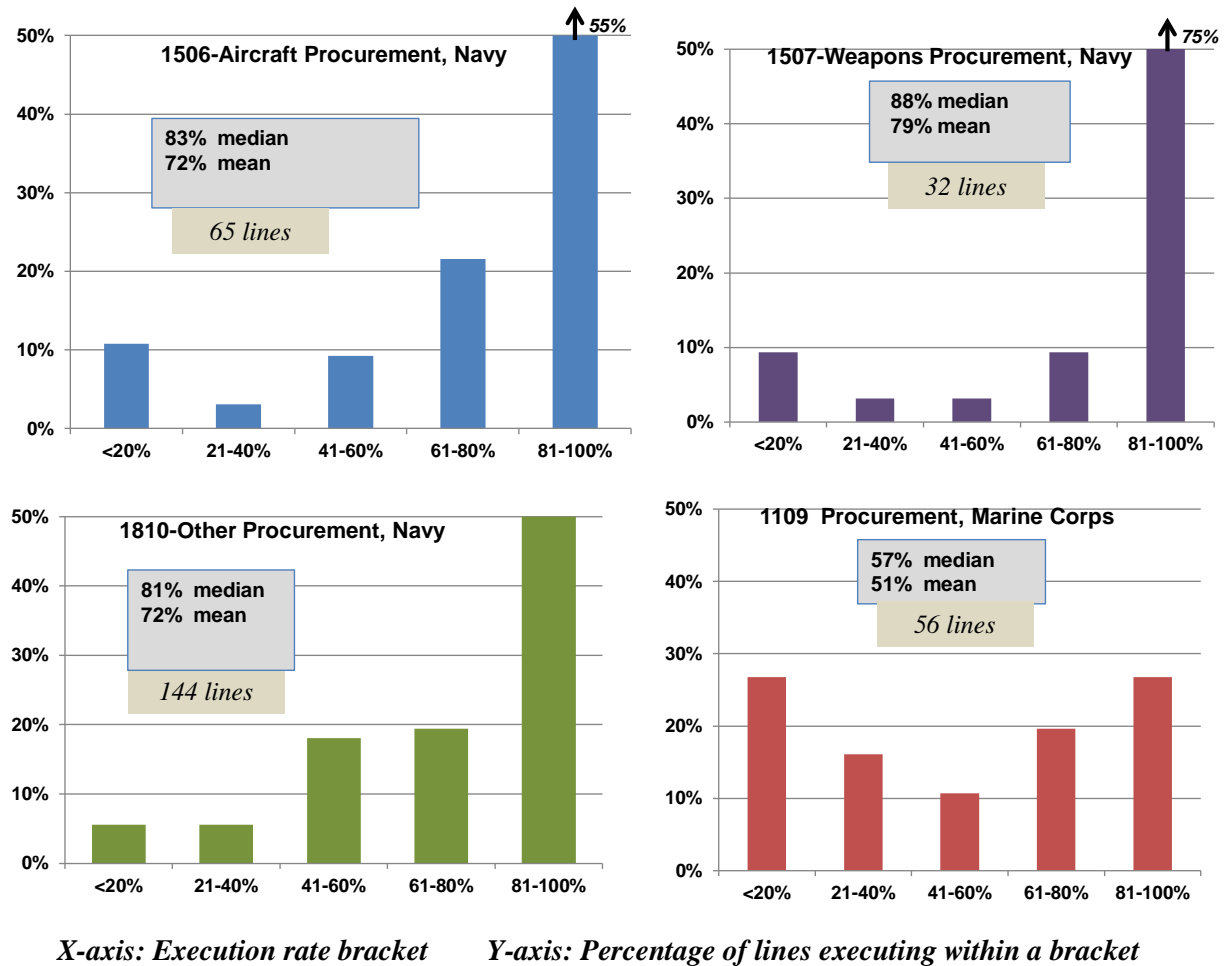 1506-Aircraft Procurement, Navy
55%
83% median
72% mean
65 lines
50%
40%
30%
20%
10%
0%
<20% 21-40% 41-60% 61-80% 81-100%
1507-Weapons Procurement, Navy
75%
88% median
79% mean
32 lines
50%
40%
30%
20%
10%
0%
<20% 21-40% 41-60% 61-80% 81-100%
1810-Other Procurement, Navy
81% median
72% mean
144 lines
50%
40%
30%
20%
10%
0%
<20% 21-40% 41-60% 61-80% 81-100%
1109 Procurement, Marine Corps
57% median
51% mean
56 lines
50%
40%
30%
20%
10%
0%
<20% 21-40% 41-60% 61-80% 81-100%
X-axis: Execution rate bracket Y-axis: Percentage of lines executing within a bracket